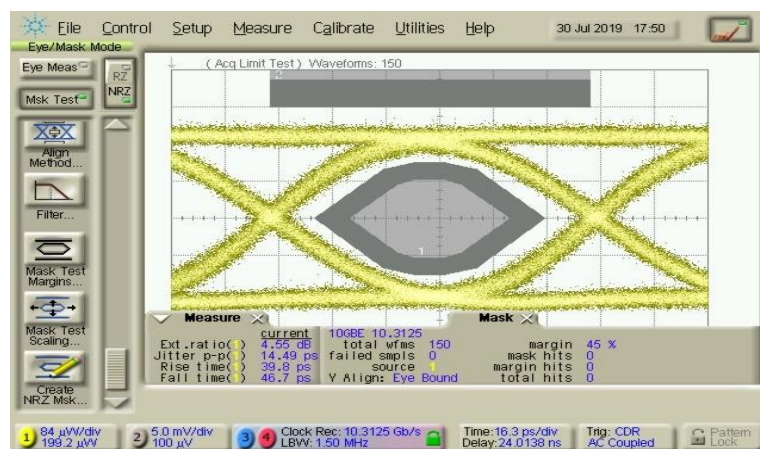 File Control Setup Measure Calibrate Utilities Help 30 Jul 2019 17:50
Eye/Mask Mode
Eye Meas
RZ
NRZ
Msk Test
( Acq Limit Test ) Waveforms: 150
2
Align
Method...
Filter...
1
Mask Test
Margins...
Mask Test
Scaling...
Create
NRZ Msk...
Measure
current
Ext.ratio(1) 4.55 dB
Jitter p-p(1) 14.49 ps
Rise time(1) 39.8 ps
Fall time(1) 46.7 ps
Mask
10GBE 10.3125
total wfms 150 margin 45 %
failed smpls 0 mask hits 0
source 1 margin hits 0
Y Align: Eye Bound total hits 0
1 84 µW/div
199.2 µW
2 5.0 mV/div
100 µV
3 4 Clock Rec: 10.3125 Gb/s
LBW: 1.50 MHz
Time:16.3 ps/div
Delay:24.0138 ns
Trig: CDR
AC Coupled
Pattern
Lock